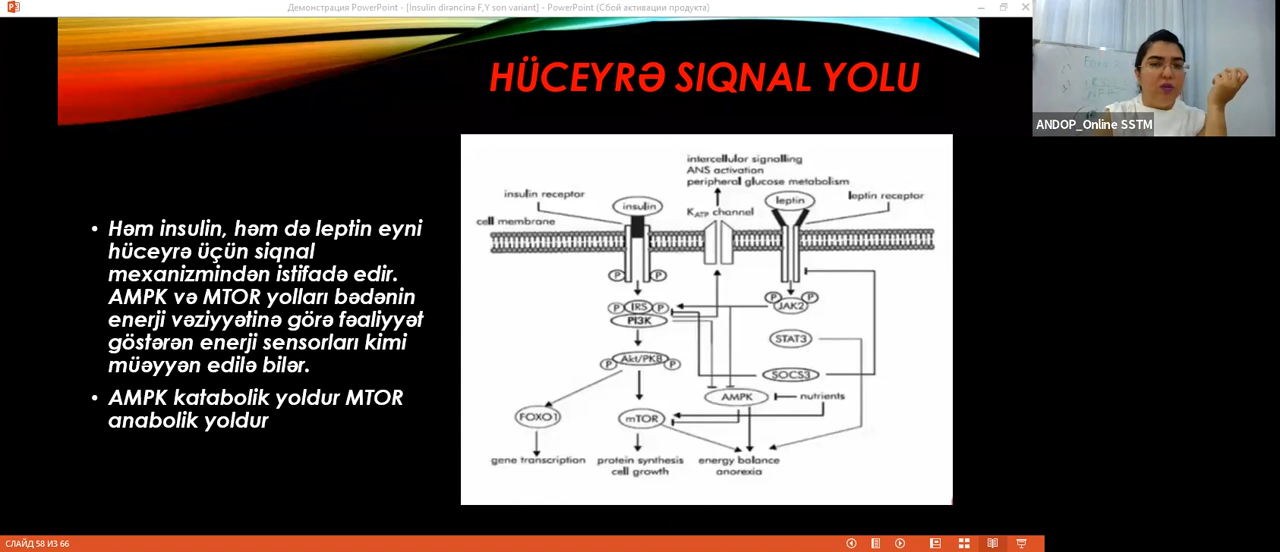 Демонстрация PowerPoint - [Insulin dirəncinə F,Y son variant] - PowerPoint (Сбой активации продукта)
HÜCEYRƏ SIQNAL YOLU
• Həm insulin, həm də leptin eyni
hüceyrə üçün siqnal
mexanizmindən istifadə edir.
AMPK və MTOR yolları bədənin
enerji vəziyyətinə görə fəaliyyət
göstərən enerji sensorları kimi
müəyyən edilə bilər.
• AMPK katabolik yoldur MTOR
anabolik yoldur
intercellular signalling
ANS activation
peripheral glucose metabolism
insulin receptor
insulin
cell membrane
KATP channel
leptin
leptin receptor
P P
P IRS P
PI3K
P JAK2 P
STAT3
P Akt/PKB P
SOCS3
AMPK
nutrients
FOXO1
mTOR
gene transcription
protein synthesis
cell growth
energy balance
anorexia
ANDOP_Online SSTM
СЛАЙД 58 ИЗ 66